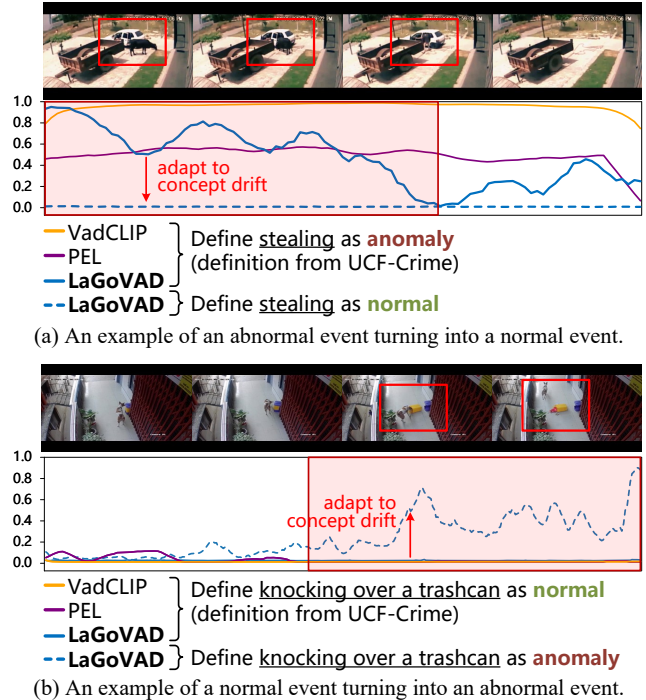 1.0
0.8
0.6
0.4
0.2
0.0
adapt to
concept drift
VadCLIP
PEL
LaGoVAD
Define stealing as anomaly
(definition from UCF-Crime)
LaGoVAD
Define stealing as normal
(a) An example of an abnormal event turning into a normal event.
1.0
0.8
0.6
0.4
0.2
0.0
adapt to
concept drift
VadCLIP
PEL
LaGoVAD
Define knocking over a trashcan as normal
(definition from UCF-Crime)
LaGoVAD
Define knocking over a trashcan as anomaly
(b) An example of a normal event turning into an abnormal event.